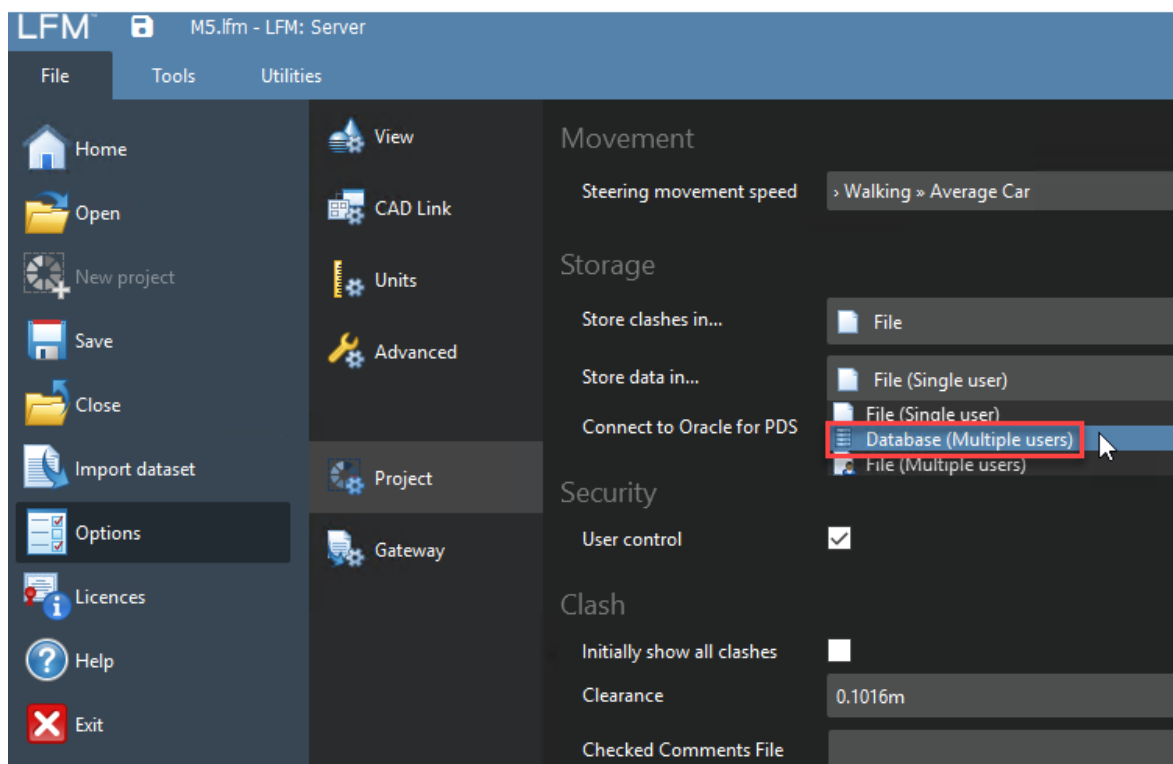 LFM™ M5.lfm - LFM: Server
File Tools Utilities
Home
Open
New project
Save
Close
Import dataset
Options
Licences
Help
Exit
View
CAD Link
Units
Advanced
Project
Gateway
Movement
Steering movement speed › Walking » Average Car
Storage
Store clashes in... File
Store data in... File (Single user)
File (Single user)
Connect to Oracle for PDS Database (Multiple users)
File (Multiple users)
Security
User control
Clash
Initially show all clashes
Clearance 0.1016m
Checked Comments File